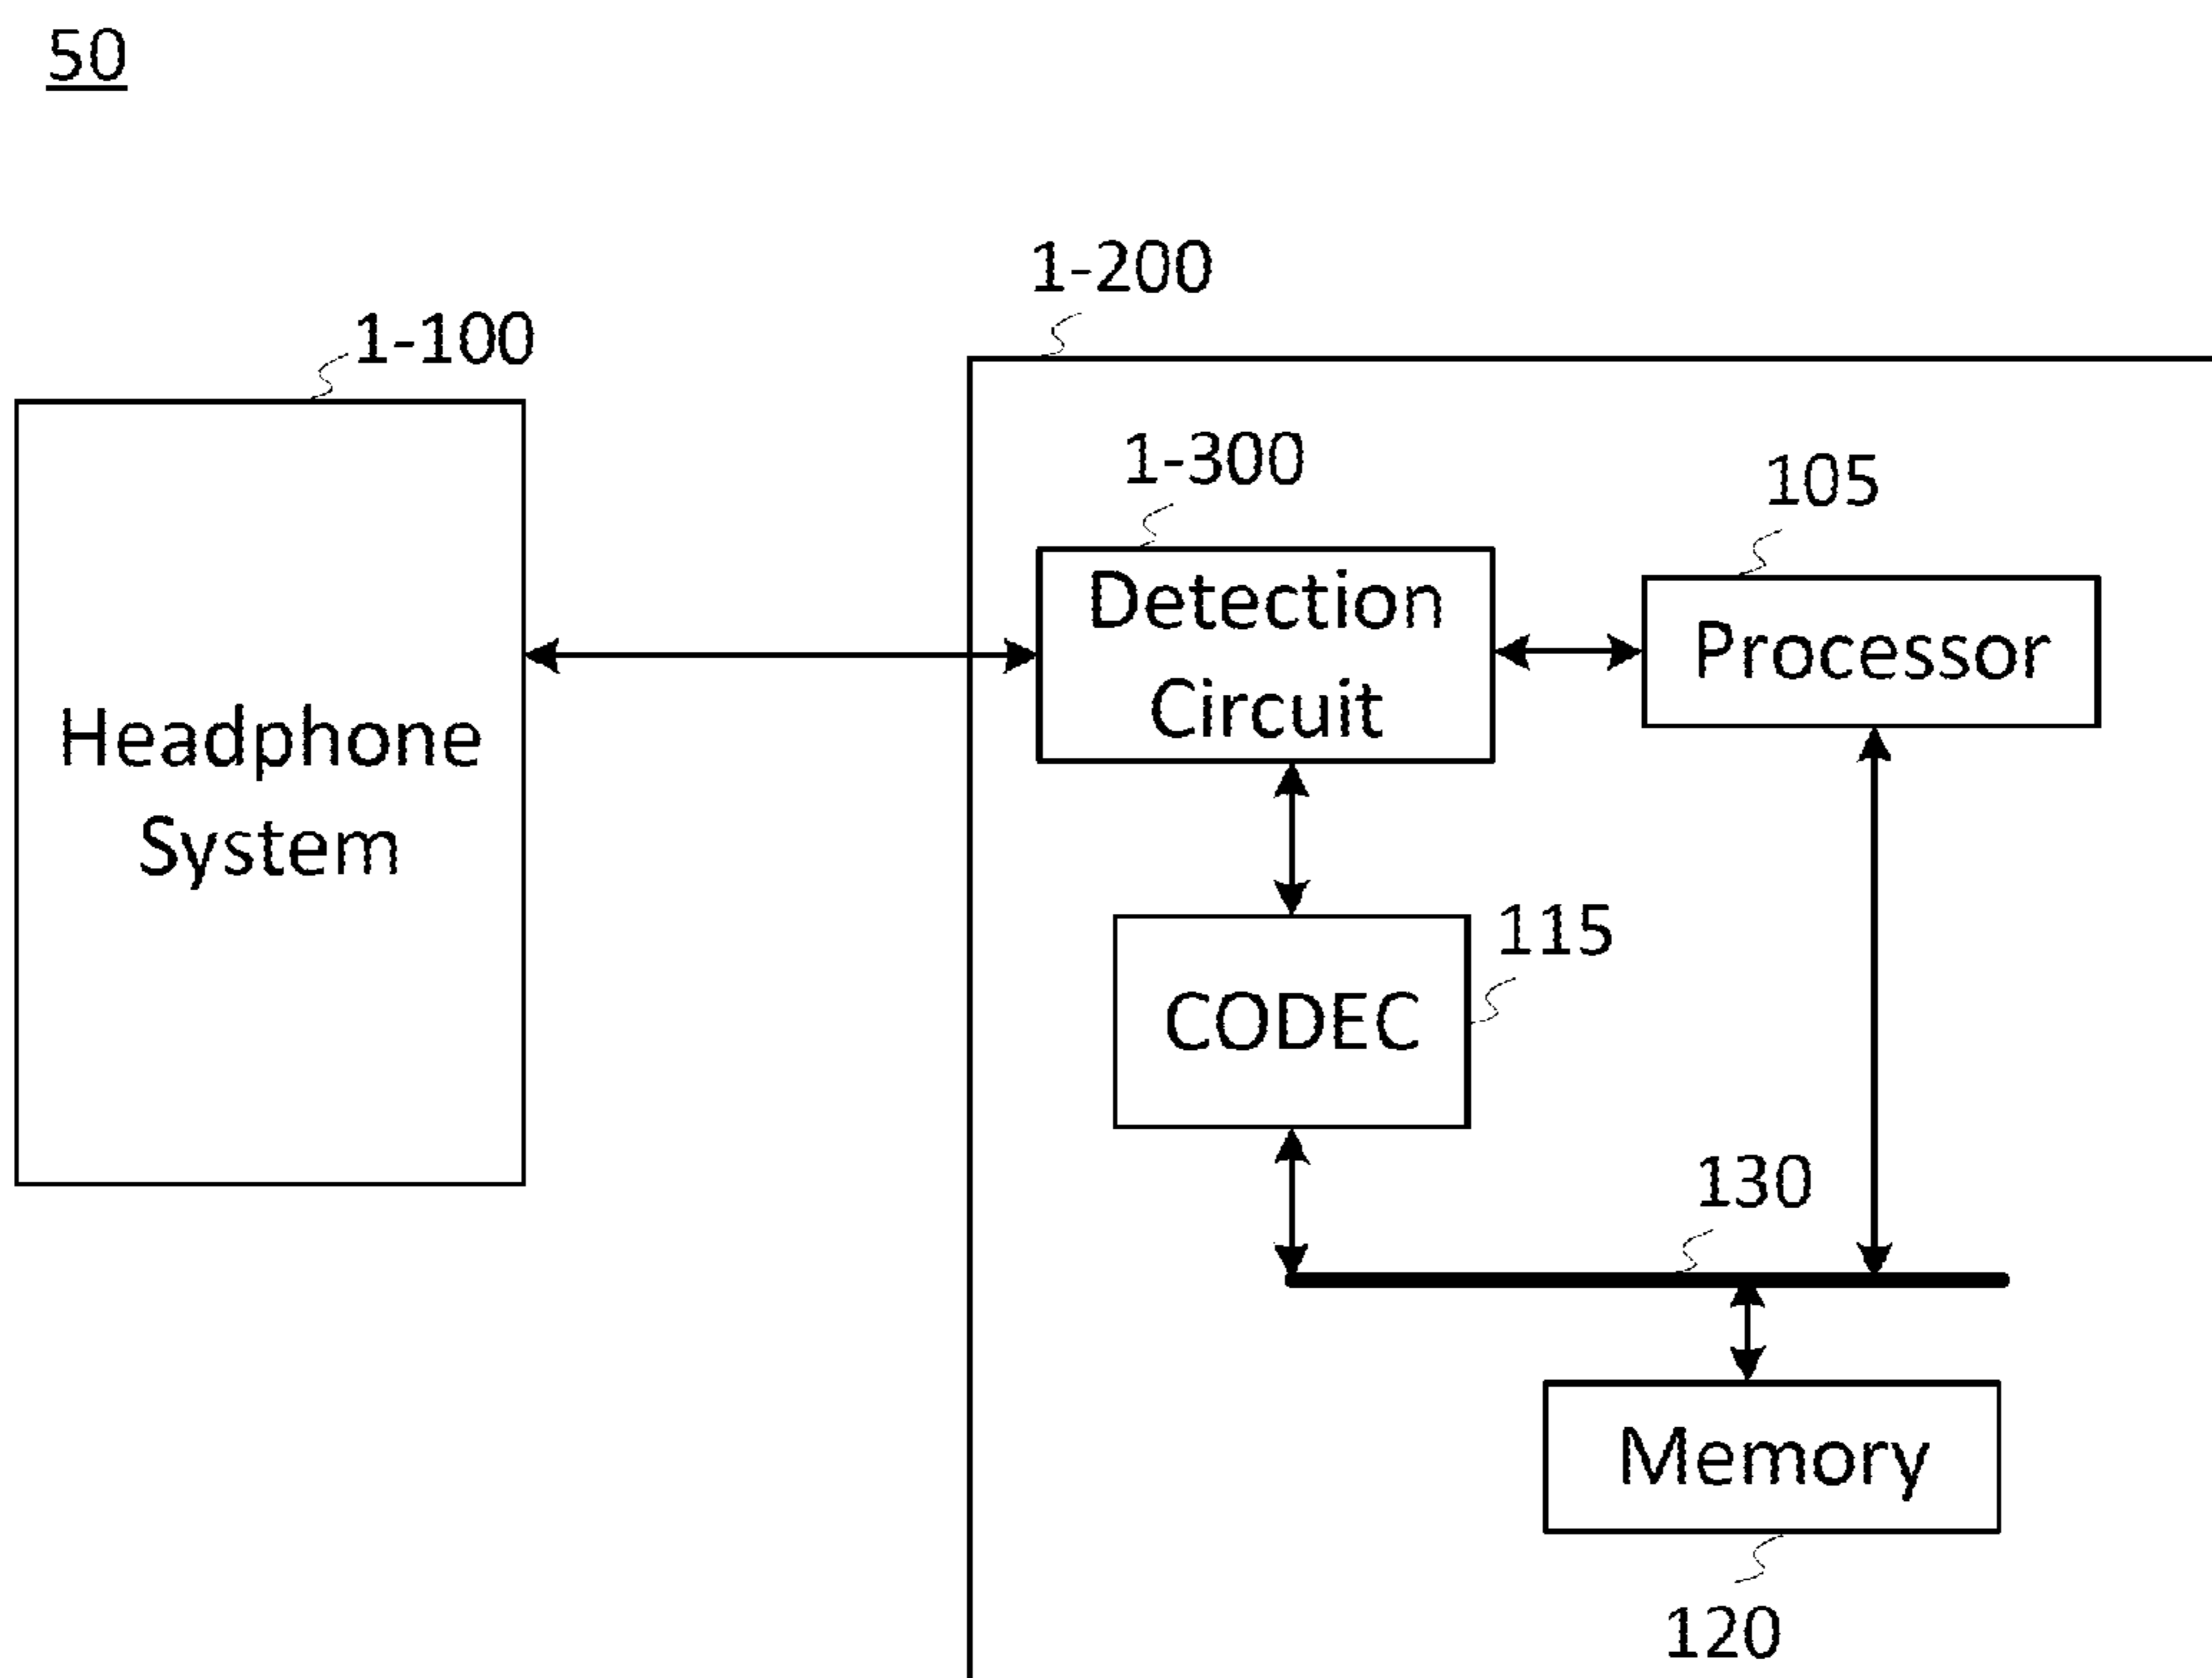 50
1-200
1-100
1-300
105
Detection
Circuit
Processor
Headphone
System
115
CODEC
130
Memory
120